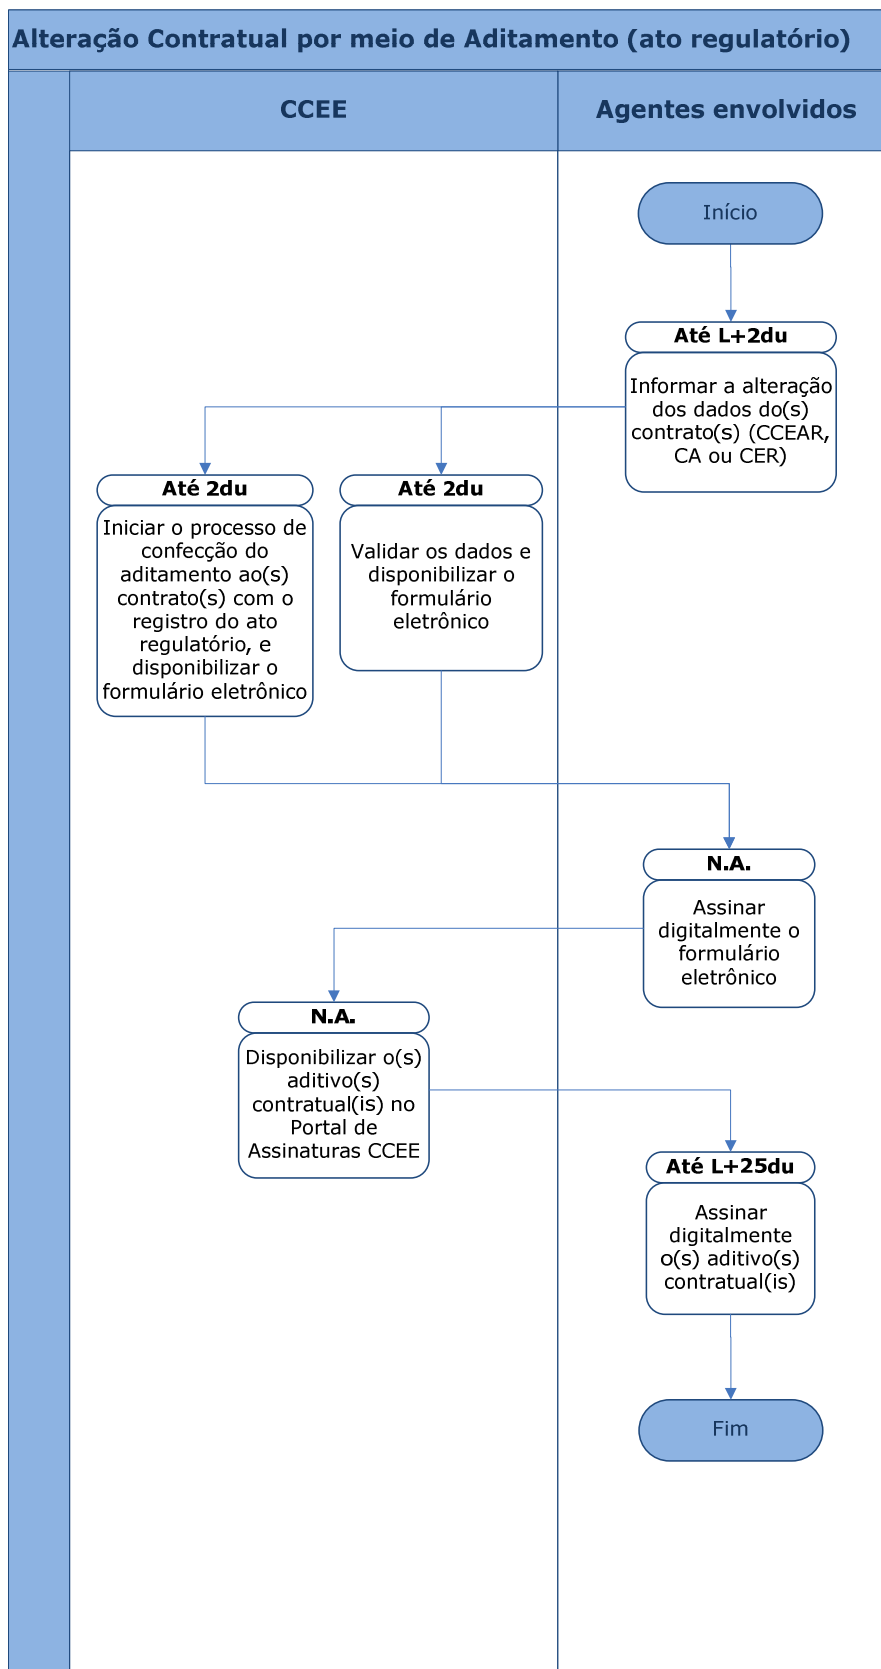 Alteração Contratual por meio de Aditamento (ato regulatório)
CCEE
Agentes envolvidos
Início
Até L+2du
Informar a alteração
dos dados do(s)
contrato(s) (CCEAR,
CA ou CER)
Até 2du
Iniciar o processo de
confecção do
aditamento ao(s)
contrato(s) com o
registro do ato
regulatório, e
disponibilizar o
formulário eletrônico
Até 2du
Validar os dados e
disponibilizar o
formulário
eletrônico
N.A.
Assinar
digitalmente o
formulário
eletrônico
N.A.
Disponibilizar o(s)
aditivo(s)
contratual(is) no
Portal de
Assinaturas CCEE
Até L+25du
Assinar
digitalmente
o(s) aditivo(s)
contratual(is)
Fim